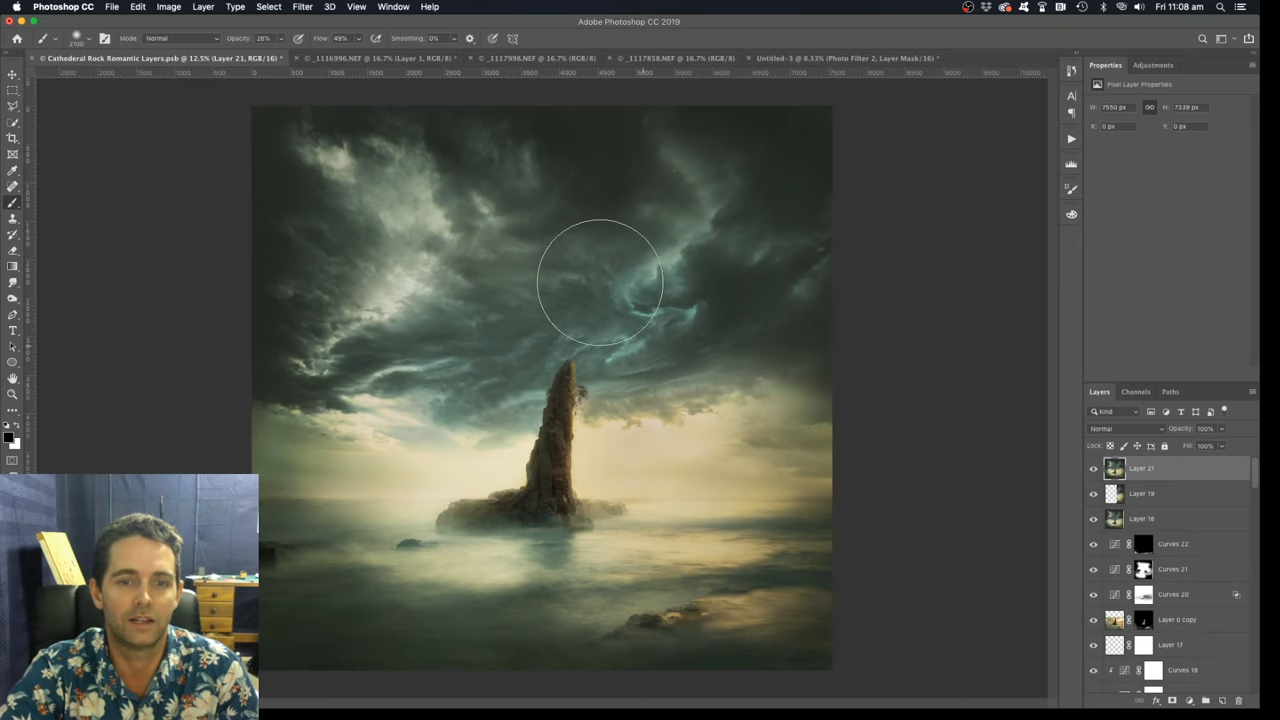 Photoshop CC File Edit Image Layer Type Select Filter 3D View Window Help Fri 11:08 am
Adobe Photoshop CC 2019
2100 Mode: Normal Opacity: 26% Flow: 49% Smoothing: 0%
© Cathederal Rock Romantic Layers.psb @ 12.5% (Layer 21, RGB/16) * © _1116996.NEF @ 16.7% (Layer 1, RGB/8) * © _1117998.NEF @ 16.7% (RGB/8) © _1117858.NEF @ 16.7% (RGB/8) Untitled-3 @ 8.33% (Photo Filter 2, Layer Mask/16) *
Properties Adjustments
Pixel Layer Properties
W: 7550 px H: 7339 px
X: 0 px Y: 0 px
Layers Channels Paths
Kind
Normal Opacity: 100%
Lock: Fill: 100%
Layer 21
Layer 19
Layer 18
Curves 22
Curves 21
Curves 20
Layer 0 copy
Layer 17
Curves 19